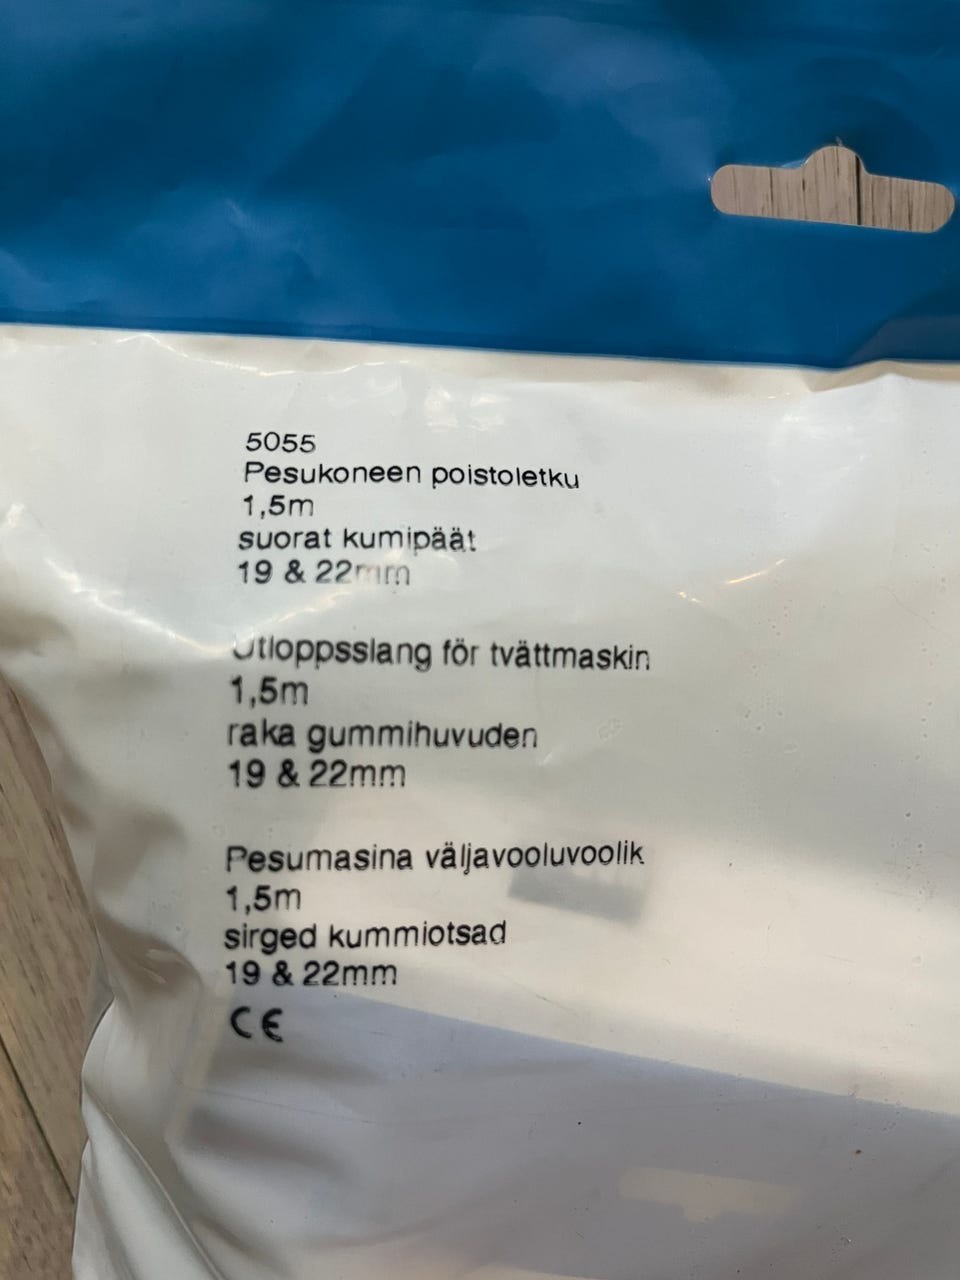 5055
Pesukoneen poistoletku
1,5m
suorat kumipäät
19 & 22mm
Utloppsslang för tvättmaskin
1,5m
raka gummihuvuden
19 & 22mm
Pesumasina väljavooluvoolik
1,5m
sirged kummiotsad
19 & 22mm
CE